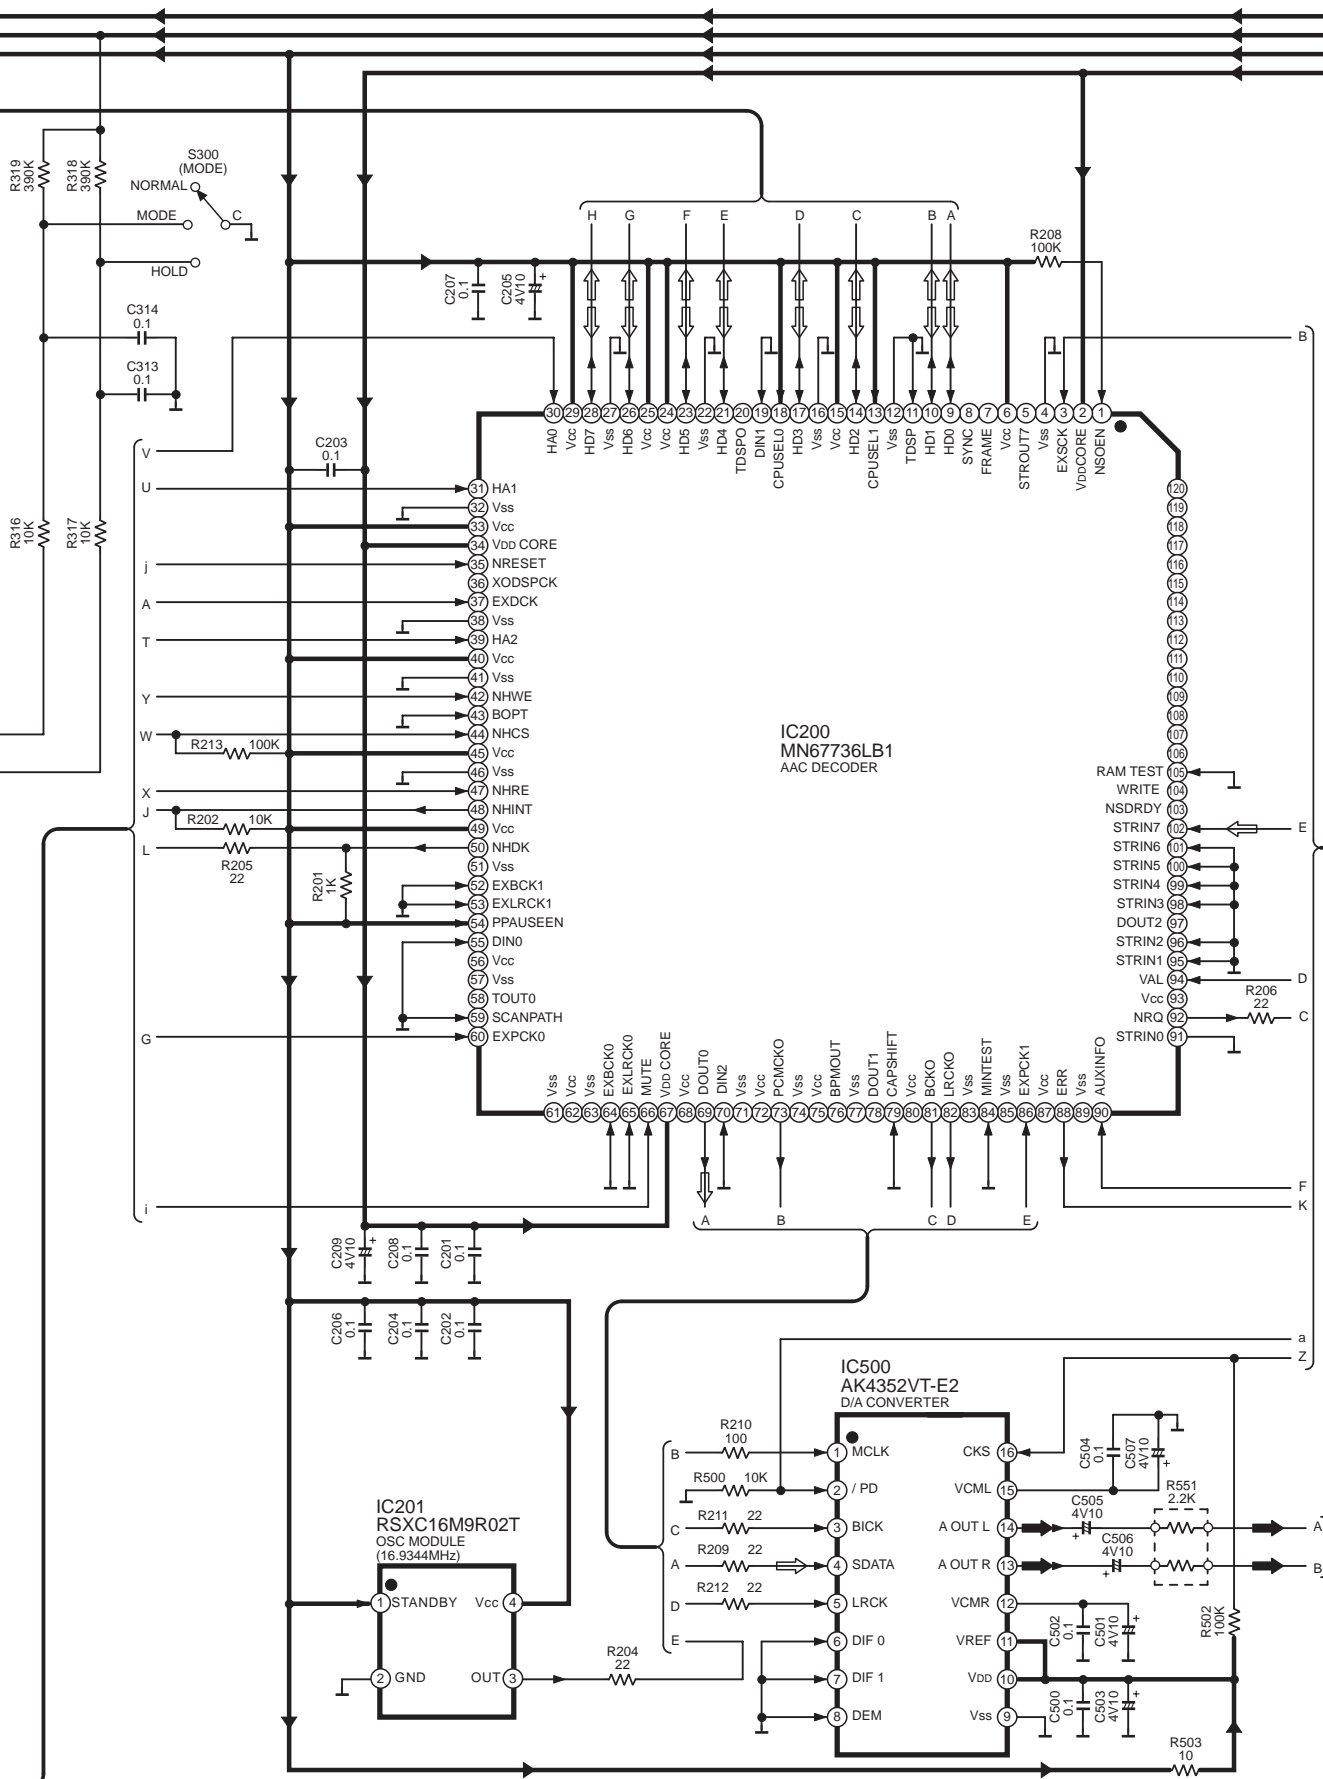 S300
(MODE)
NORMAL
MODE
C
HOLD
R319
390K
R318
390K
C314
0.1
C313
0.1
R316
10K
R317
10K
H G F E D C B A
R208
100K
C207
0.1
C205
4V10
+
B
30 29 28 27 26 25 24 23 22 21 20 19 18 17 16 15 14 13 12 11 10 9 8 7 6 5 4 3 2 1
HA0
Vcc
HD7
Vss
HD6
Vcc
Vcc
HD5
Vss
HD4
TDSPO
DIN1
CPUSEL0
HD3
Vss
Vcc
HD2
CPUSEL1
Vss
TDSP
HD1
HD0
SYNC
FRAME
Vcc
STROUT7
Vss
EXSCK
VDDCORE
NSOEN
C203
0.1
V
U
j
A
T
Y
W
X
J
L
G
i
31 HA1
32 Vss
33 Vcc
34 VDD CORE
35 NRESET
36 XODSPCK
37 EXDCK
38 Vss
39 HA2
40 Vcc
41 Vss
42 NHWE
43 BOPT
44 NHCS
45 Vcc
46 Vss
47 NHRE
48 NHINT
49 Vcc
50 NHDK
51 Vss
52 EXBCK1
53 EXLRCK1
54 PPAUSEEN
55 DIN0
56 Vcc
57 Vss
58 TOUT0
59 SCANPATH
60 EXPCK0
R213 100K
R202 10K
R205
22
R201
1K
IC200
MN67736LB1
AAC DECODER
120
119
118
117
116
115
114
113
112
111
110
109
108
107
106
RAM TEST 105
WRITE 104
NSDRDY 103
STRIN7 102 E
STRIN6 101
STRIN5 100
STRIN4 99
STRIN3 98
DOUT2 97
STRIN2 96
STRIN1 95
VAL 94 D
Vcc 93
NRQ 92 C
STRIN0 91
R206
22
Vss
Vcc
Vss
EXBCK0
EXLRCK0
MUTE
VDD CORE
Vcc
DOUT0
DIN2
Vss
Vcc
PCMCKO
Vss
Vcc
BPMOUT
Vss
DOUT1
CAPSHIFT
Vcc
BCKO
LRCKO
Vss
MINTEST
Vss
EXPCK1
Vcc
ERR
Vss
AUXINFO
61 62 63 64 65 66 67 68 69 70 71 72 73 74 75 76 77 78 79 80 81 82 83 84 85 86 87 88 89 90
F
K
A B C D E
C209
4V10
+
C208
0.1
C201
0.1
C206
0.1
C204
0.1
C202
0.1
a
Z
IC500
AK4352VT-E2
D/A CONVERTER
R210
100
B
R500 10K
R211 22
C
R209 22
A
R212 22
D
E
1 MCLK
2 / PD
3 BICK
4 SDATA
5 LRCK
6 DIF 0
7 DIF 1
8 DEM
CKS 16
VCML 15
A OUT L 14
A OUT R 13
VCMR 12
VREF 11
VDD 10
Vss 9
C504
0.1
C507
4V10
+
C505
4V10
+
C506
4V10
+
R551
2.2K
A
B
C502
0.1
C501
4V10
+
C500
0.1
C503
4V10
+
R502
100K
R503
10
IC201
RSXC16M9R02T
OSC MODULE
(16.9344MHz)
1 STANDBY
Vcc 4
2 GND
OUT 3
R204
22